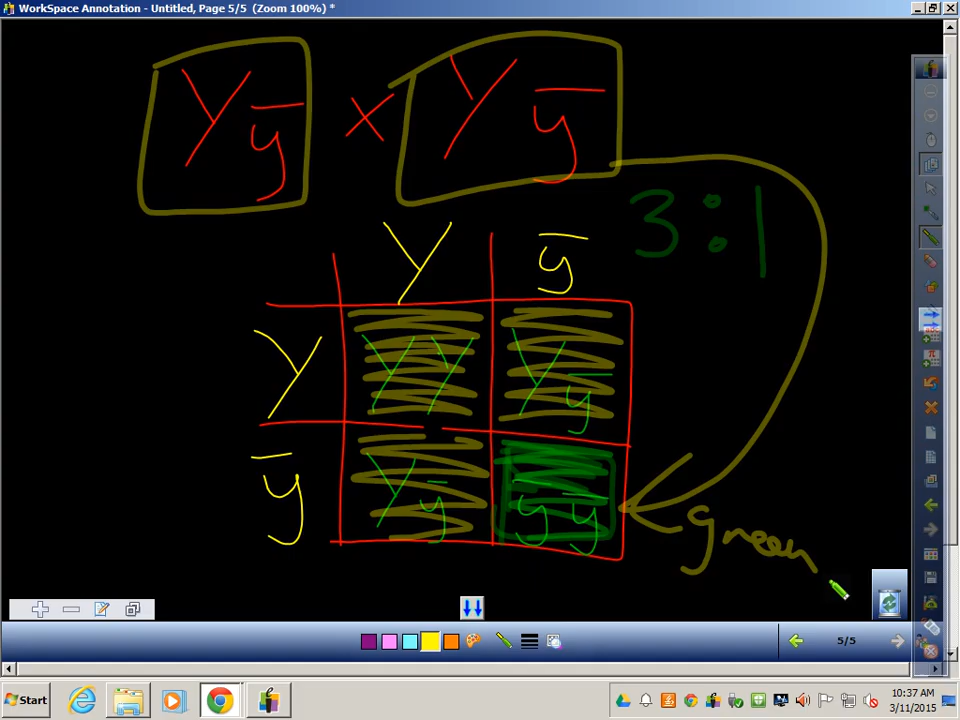 WorkSpace Annotation - Untitled, Page 5/5 (Zoom 100%) *
Yy̅ x Yy̅
3:1
Y y̅
Y YY Yy̅
y̅ Yy̅ y̅y̅
green
5/5
Start
10:37 AM
3/11/2015